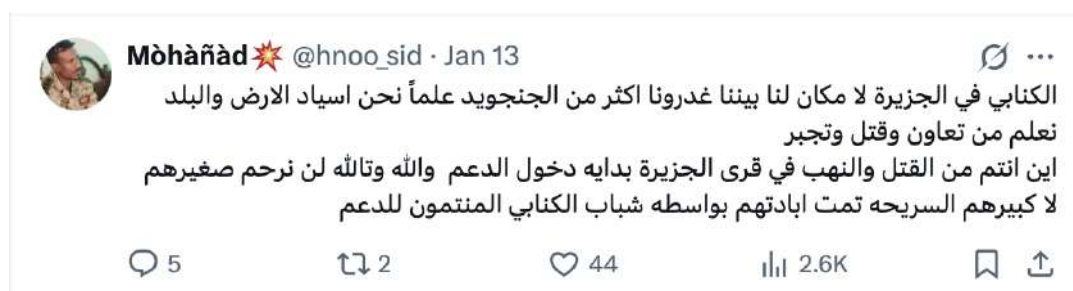 Mòhàñàd💥 @hnoo_sid · Jan 13
الكنابي في الجزيرة لا مكان لنا بيننا غدرونا اكثر من الجنجويد علماً نحن اسياد الارض والبلد
نعلم من تعاون وقتل وتجبر
اين انتم من القتل والنهب في قرى الجزيرة بدايه دخول الدعم والله وتالله لن نرحم صغيرهم
لا كبيرهم السريحه تمت ابادتهم بواسطه شباب الكنابي المنتمون للدعم
5 2 44 2.6K